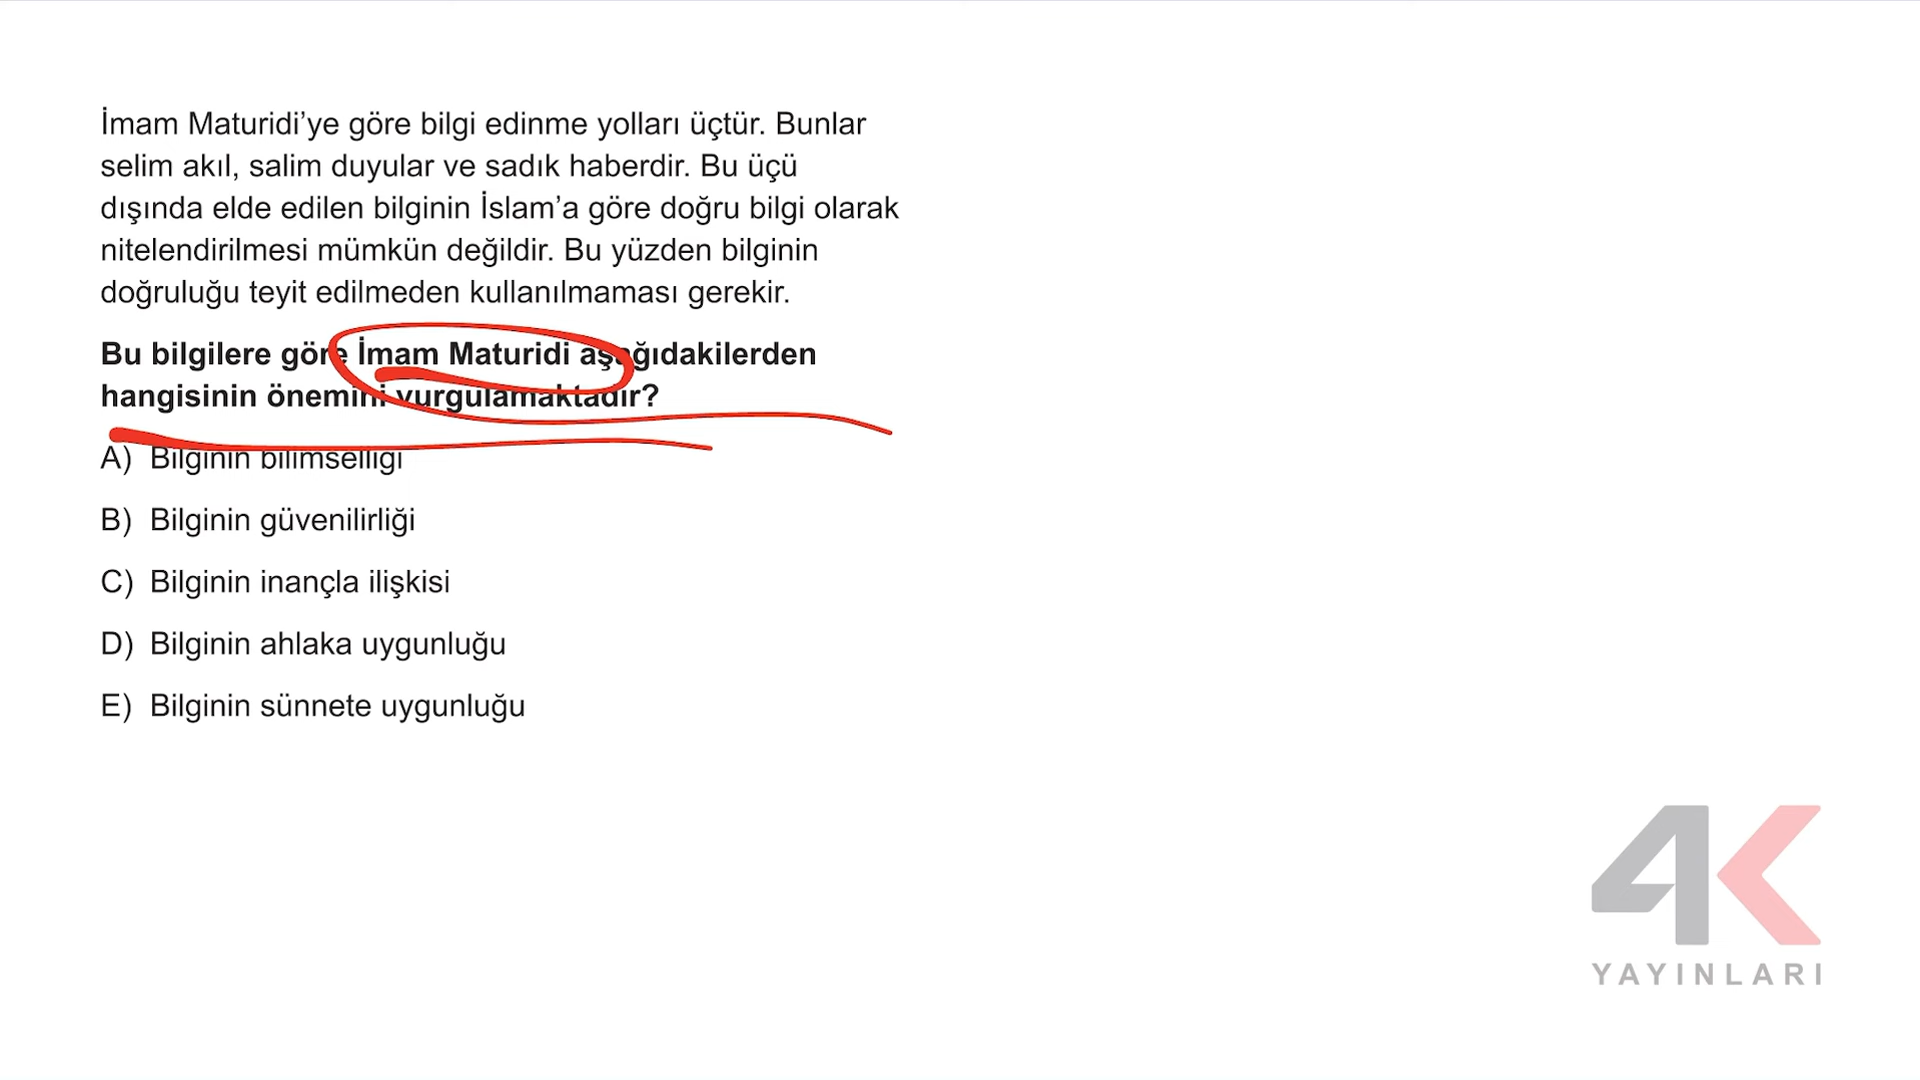 İmam Maturidi’ye göre bilgi edinme yolları üçtür. Bunlar
selim akıl, salim duyular ve sadık haberdir. Bu üçü
dışında elde edilen bilginin İslam’a göre doğru bilgi olarak
nitelendirilmesi mümkün değildir. Bu yüzden bilginin
doğruluğu teyit edilmeden kullanılmaması gerekir.
Bu bilgilere göre İmam Maturidi aşağıdakilerden
hangisinin önemini vurgulamaktadır?
A) Bilginin bilimselliği
B) Bilginin güvenilirliği
C) Bilginin inançla ilişkisi
D) Bilginin ahlaka uygunluğu
E) Bilginin sünnete uygunluğu
4K
YAYINLARI